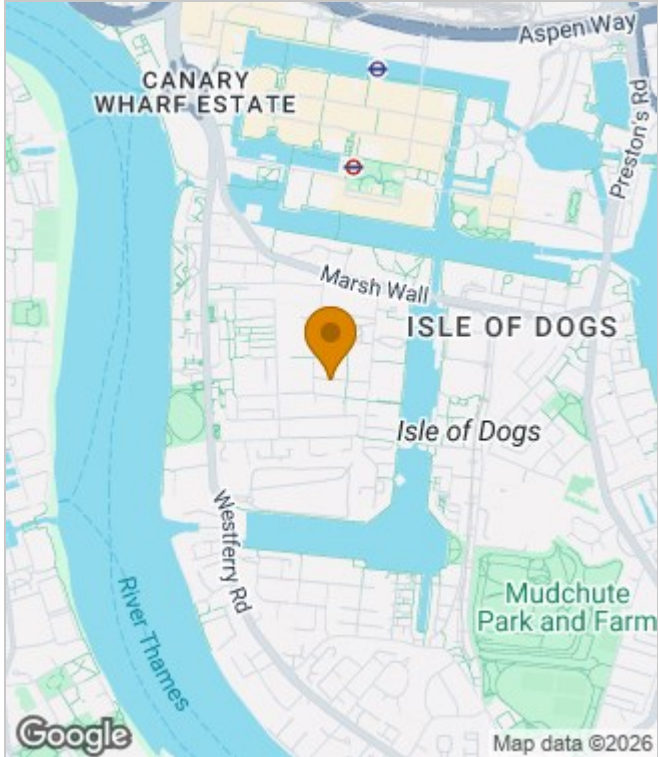 Aspen Way
CANARY
WHARF ESTATE
Preston's Rd
Marsh Wall
ISLE OF DOGS
Isle of Dogs
Westferry Rd
River Thames
Mudchute
Park and Farm
Google
Map data ©2026